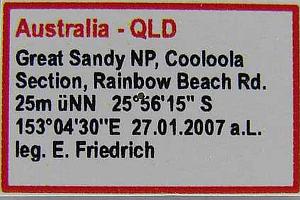 Australia - QLD
Great Sandy NP, Cooloola
Section, Rainbow Beach Rd.
25m üNN 25°56'15" S
153°04'30"E 27.01.2007 a.L.
leg. E. Friedrich